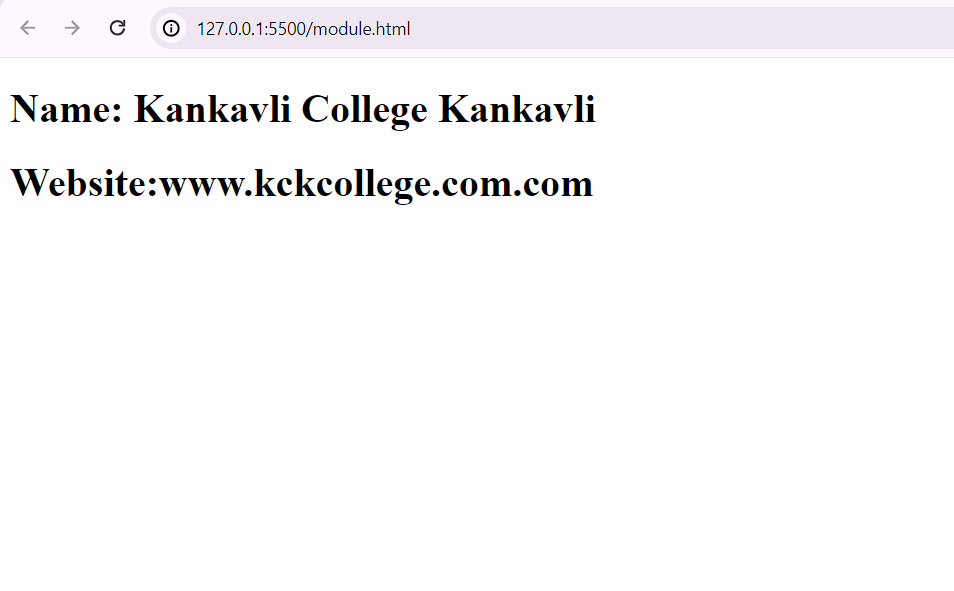 127.0.0.1:5500/module.html
Name: Kankavli College Kankavli
Website:www.kckcollege.com.com